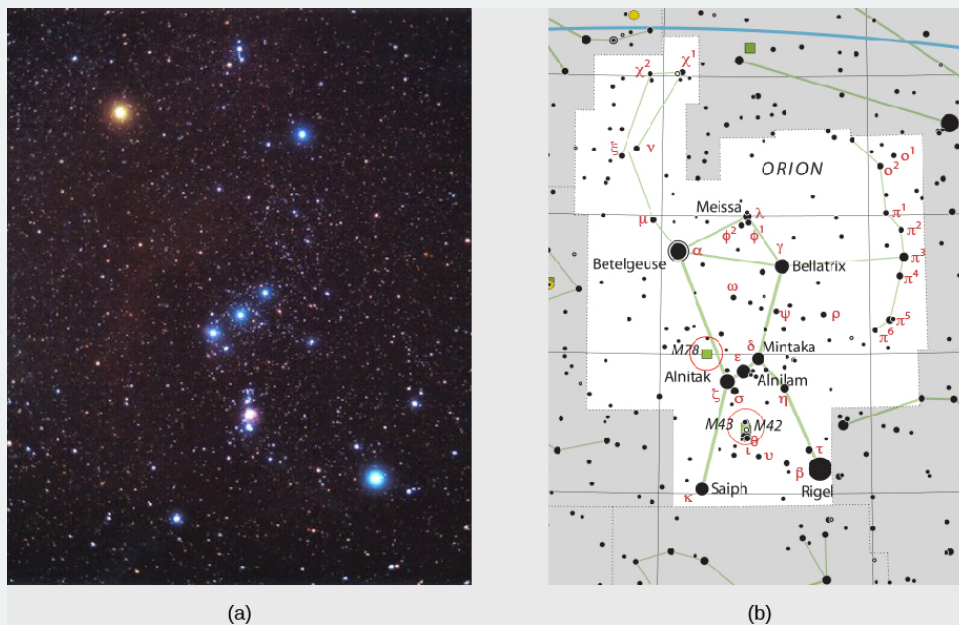 χ² χ¹
ξ ν
ORION
ο¹
ο²
Meissa λ
μ
φ² φ¹
π¹
π²
α γ
π³
Betelgeuse Bellatrix
π⁴
ω
ψ ρ
π⁵
π⁶
M78 δ Mintaka
ε
Alnitak Alnilam
ζ σ η
M43 M42
θ
ι υ τ
β
Saiph Rigel
κ
(a) (b)